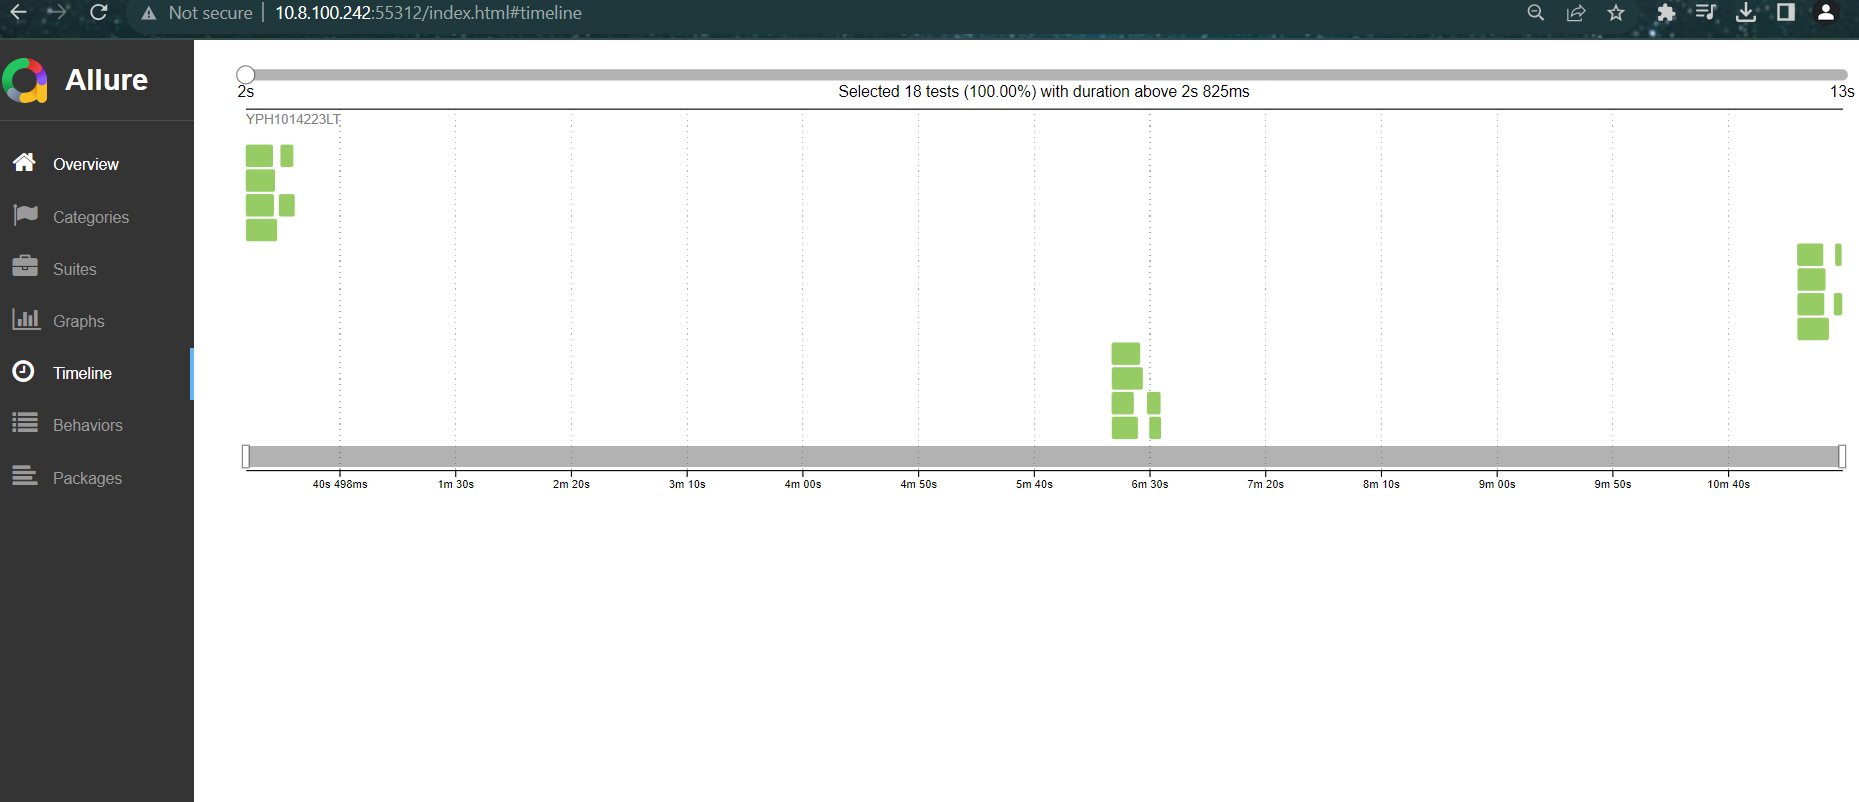 Not secure | 10.8.100.242:55312/index.html#timeline
Allure
Overview
Categories
Suites
Graphs
Timeline
Behaviors
Packages
2s
Selected 18 tests (100.00%) with duration above 2s 825ms
13s
YPH1014223LT
40s 498ms 1m 30s 2m 20s 3m 10s 4m 00s 4m 50s 5m 40s 6m 30s 7m 20s 8m 10s 9m 00s 9m 50s 10m 40s